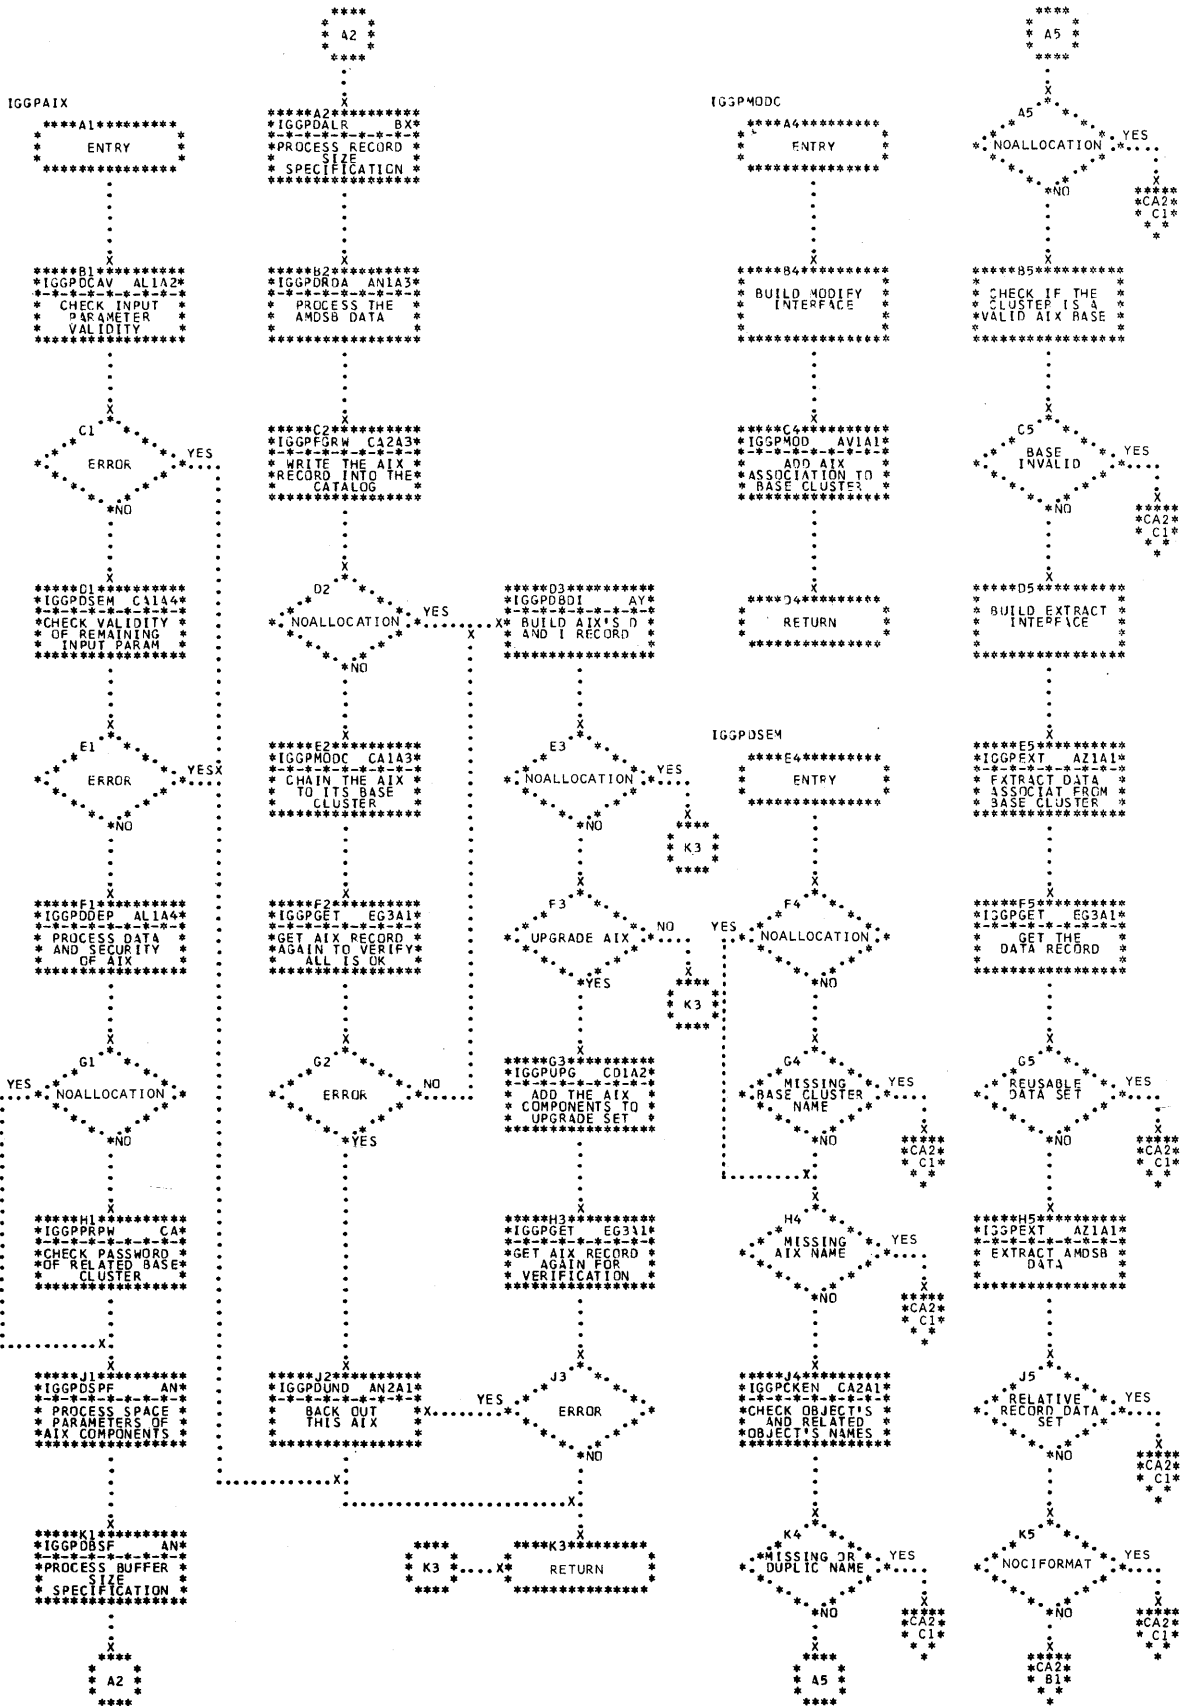 A2
A5
IGGPAIX
A1
ENTRY
B1
IGGPDCAV AL1A2
CHECK INPUT
PARAMETER
VALIDITY
C1
ERROR
YES
NO
D1
IGGPDSEM CA1A4
CHECK VALIDITY
OF REMAINING
INPUT PARAM
E1
ERROR
YES
NO
F1
IGGPDDEP AL1A4
PROCESS DATA
AND SECURITY
OF AIX
G1
YES
NOALLOCATION
NO
H1
IGGPPRPW CA
CHECK PASSWORD
OF RELATED BASE
CLUSTER
J1
IGGPDSPF AN
PROCESS SPACE
PARAMETERS OF
AIX COMPONENTS
K1
IGGPDBSF AN
PROCESS BUFFER
SIZE
SPECIFICATION
A2
A2
IGGPDALR BX
PROCESS RECORD
SIZE
SPECIFICATION
B2
IGGPDRDA AN1A3
PROCESS THE
AMDSB DATA
C2
IGGPFGRW CA2A3
WRITE THE AIX
RECORD INTO THE
CATALOG
D2
NOALLOCATION
YES
NO
E2
IGGPMODC CA1A3
CHAIN THE AIX
TO ITS BASE
CLUSTER
F2
IGGPGET EG3A1
GET AIX RECORD
AGAIN TO VERIFY
ALL IS OK
G2
ERROR
NO
YES
J2
IGGPDUND AN2A1
BACK OUT
THIS AIX
D3
IGGPDBDI AY
BUILD AIX'S D
AND I RECORD
E3
NOALLOCATION
YES
NO
K3
F3
UPGRADE AIX
NO
YES
K3
G3
IGGPUPG CD1A2
ADD THE AIX
COMPONENTS TO
UPGRADE SET
H3
IGGPGET EG3A1
GET AIX RECORD
AGAIN FOR
VERIFICATION
J3
YES
ERROR
NO
K3
K3
RETURN
IGGPMODC
A4
ENTRY
B4
BUILD MODIFY
INTERFACE
C4
IGGPMOD AV1A1
ADD AIX
ASSOCIATION TO
BASE CLUSTER
D4
RETURN
IGGPDSEM
E4
ENTRY
F4
YES
NOALLOCATION
NO
G4
MISSING
BASE CLUSTER
NAME
YES
NO
CA2
C1
H4
MISSING
AIX NAME
YES
NO
CA2
C1
J4
IGGPCKEN CA2A1
CHECK OBJECT'S
AND RELATED
OBJECT'S NAMES
K4
MISSING OR
DUPLIC NAME
YES
NO
CA2
C1
A5
A5
NOALLOCATION
YES
NO
CA2
C1
B5
CHECK IF THE
CLUSTER IS A
VALID AIX BASE
C5
BASE
INVALID
YES
NO
CA2
C1
D5
BUILD EXTRACT
INTERFACE
E5
IGGPEXT AZ1A1
EXTRACT DATA
ASSOCIAT FROM
BASE CLUSTER
F5
IGGPGET EG3A1
GET THE
DATA RECORD
G5
REUSABLE
DATA SET
YES
NO
CA2
C1
H5
IGGPEXT AZ1A1
EXTRACT AMDSB
DATA
J5
RELATIVE
RECORD DATA
SET
YES
NO
CA2
C1
K5
NOCIFORMAT
YES
NO
CA2
C1
CA2
B1